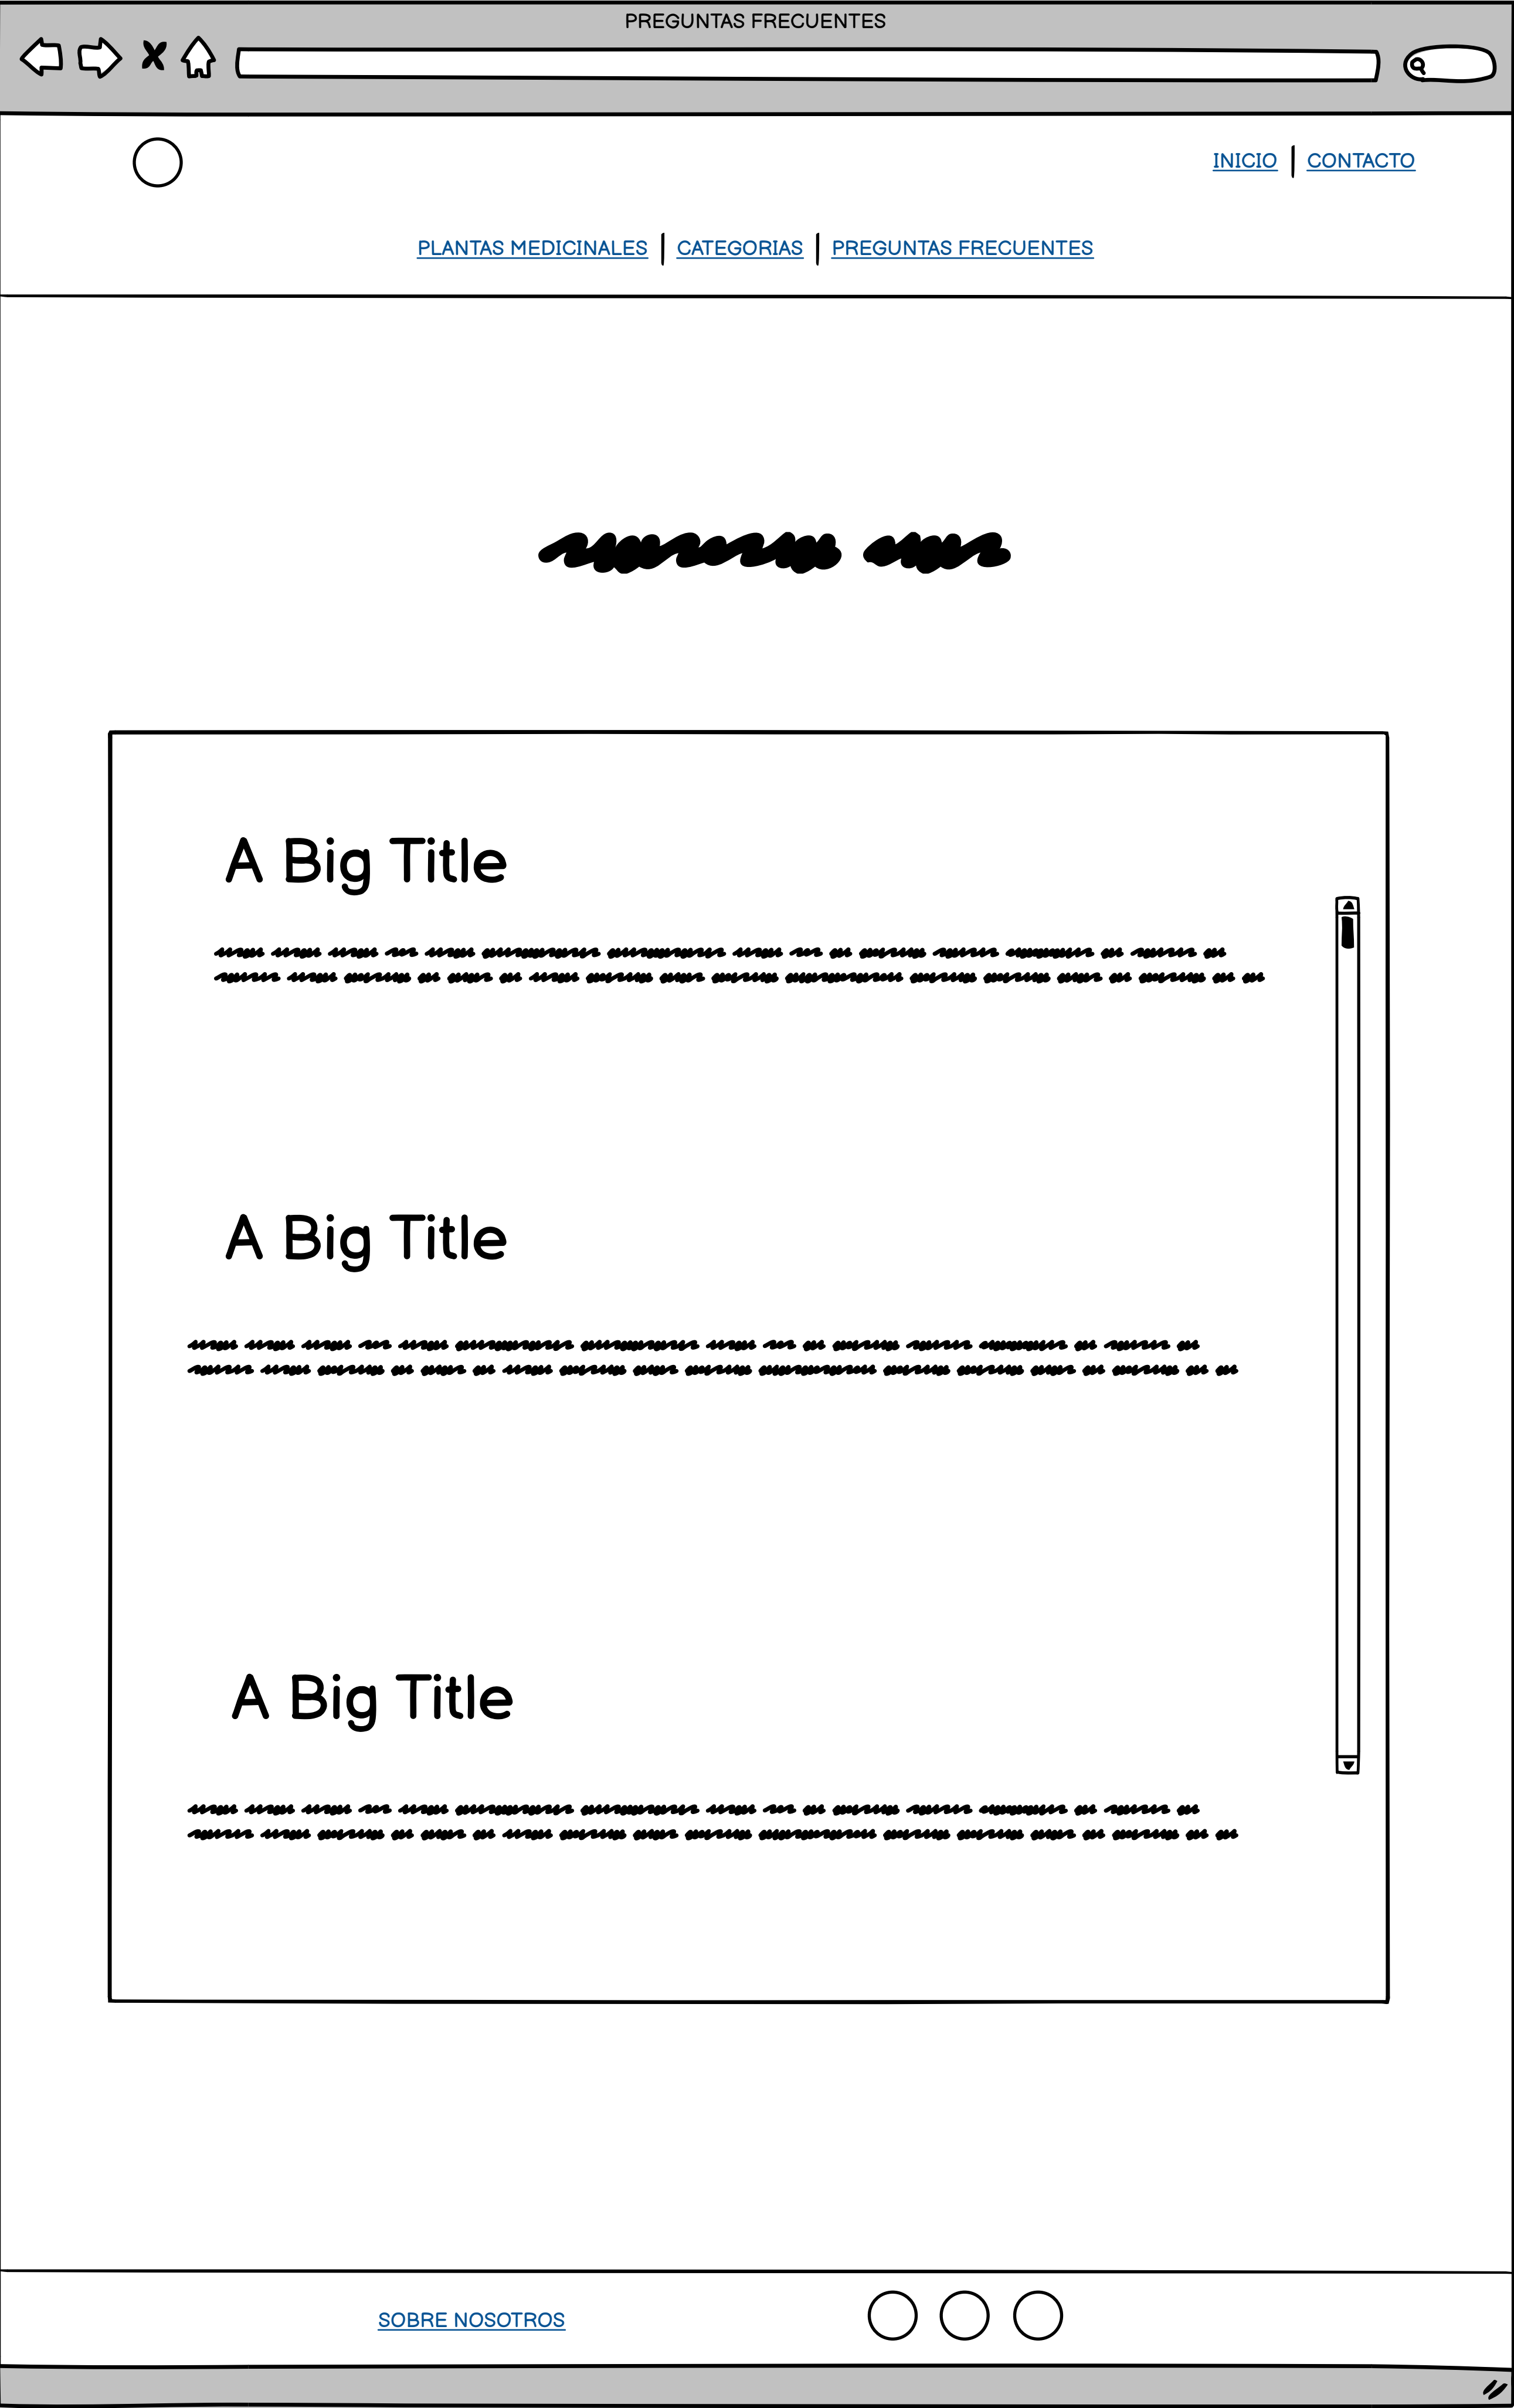 PREGUNTAS FRECUENTES
INICIO CONTACTO
PLANTAS MEDICINALES CATEGORIAS PREGUNTAS FRECUENTES
A Big Title
A Big Title
A Big Title
SOBRE NOSOTROS